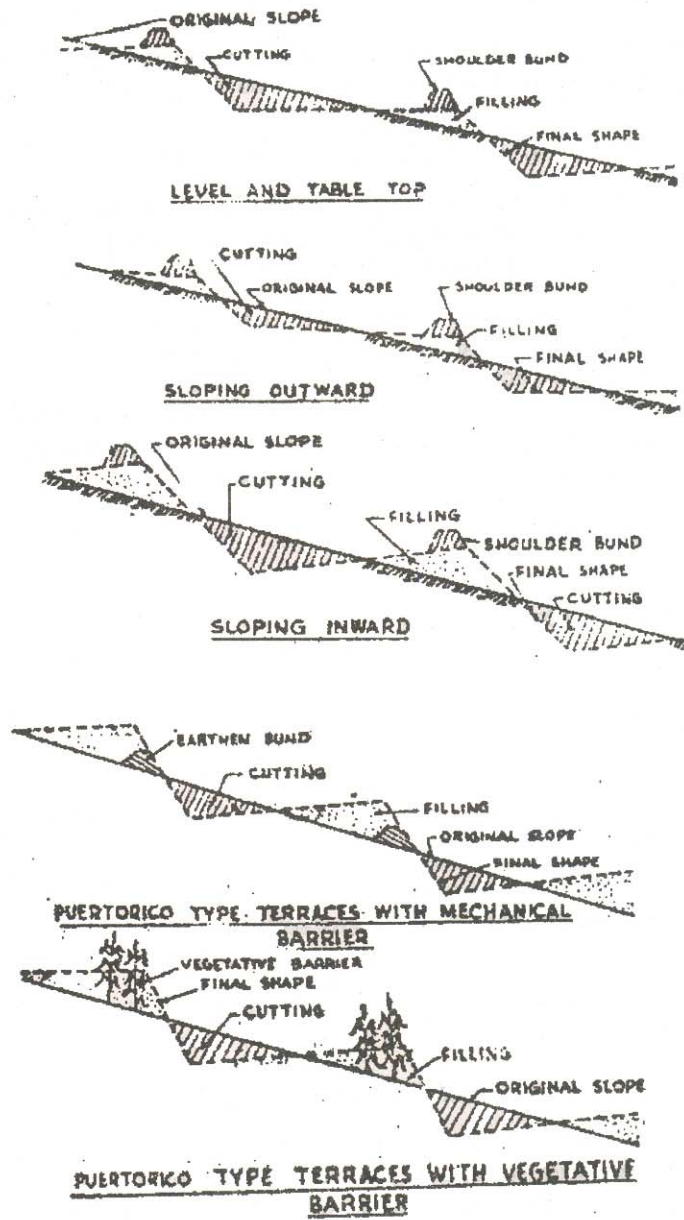 ORIGINAL SLOPE
CUTTING
SHOULDER BUND
FILLING
FINAL SHAPE
LEVEL AND TABLE TOP
CUTTING
ORIGINAL SLOPE
SHOULDER BUND
FILLING
FINAL SHAPE
SLOPING OUTWARD
ORIGINAL SLOPE
CUTTING
FILLING
SHOULDER BUND
FINAL SHAPE
CUTTING
SLOPING INWARD
EARTHEN BUND
CUTTING
FILLING
ORIGINAL SLOPE
FINAL SHAPE
PUERTORICO TYPE TERRACES WITH MECHANICAL
BARRIER
VEGETATIVE BARRIER
FINAL SHAPE
CUTTING
FILLING
ORIGINAL SLOPE
PUERTORICO TYPE TERRACES WITH VEGETATIVE
BARRIER